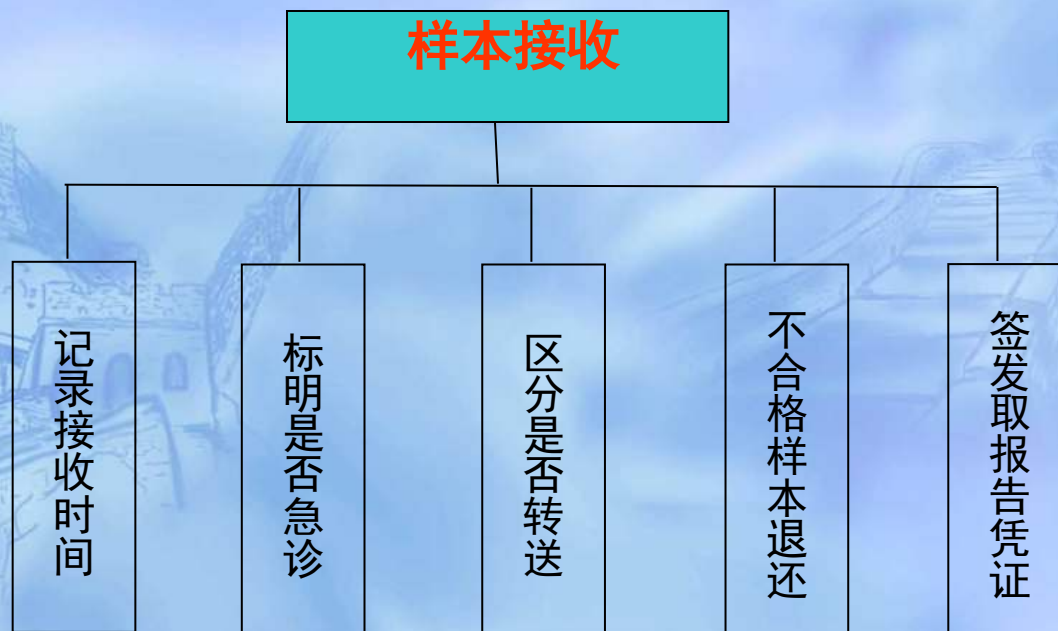 样本接收
记录接收时间
标明是否急诊
区分是否转送
不合格样本退还
签发取报告凭证